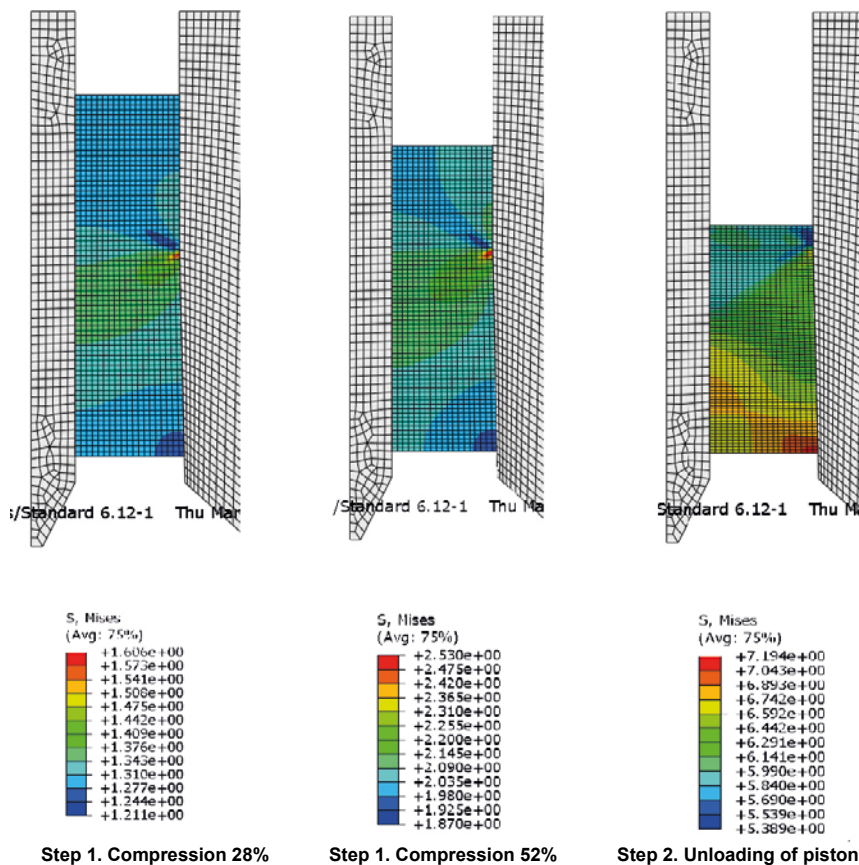 s/Standard 6.12-1 Thu Mar
/Standard 6.12-1 Thu M
Standard 6.12-1 Thu Ma
S, Mises
(Avg: 75%)
+1.606e+00
+1.573e+00
+1.541e+00
+1.508e+00
+1.475e+00
+1.442e+00
+1.409e+00
+1.376e+00
+1.343e+00
+1.310e+00
+1.277e+00
+1.244e+00
+1.211e+00
Step 1. Compression 28%
S, Mises
(Avg: 75%)
+2.530e+00
+2.475e+00
+2.420e+00
+2.365e+00
+2.310e+00
+2.255e+00
+2.200e+00
+2.145e+00
+2.090e+00
+2.035e+00
+1.980e+00
+1.925e+00
+1.870e+00
Step 1. Compression 52%
S, Mises
(Avg: 75%)
+7.194e+00
+7.043e+00
+6.893e+00
+6.742e+00
+6.592e+00
+6.442e+00
+6.291e+00
+6.141e+00
+5.990e+00
+5.840e+00
+5.690e+00
+5.539e+00
+5.389e+00
Step 2. Unloading of piston